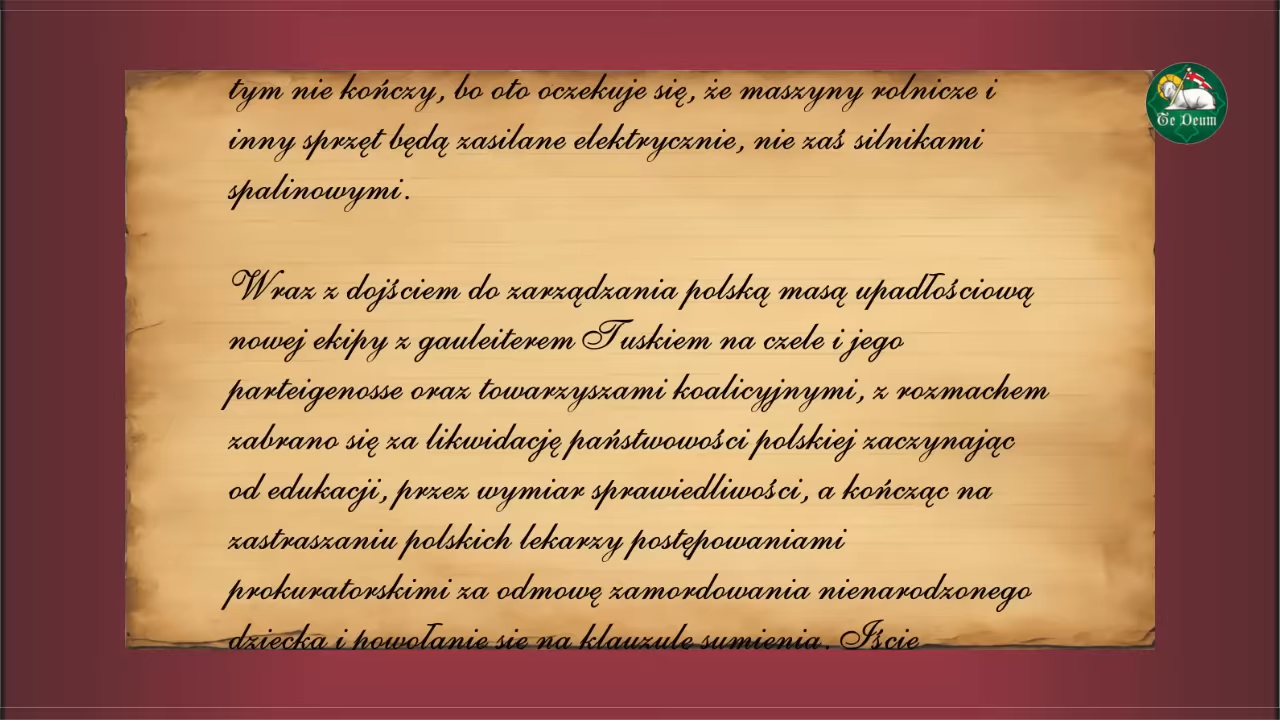 tym nie kończy, bo oto oczekuje się, że maszyny rolnicze i
inny sprzęt będą zasilane elektrycznie, nie zaś silnikami
spalinowymi.
Wraz z dojściem do zarządzania polską masą upadłościową
nowej ekipy z gauleiterem Tuskiem na czele i jego
parteigenosse oraz towarzyszami koalicyjnymi, z rozmachem
zabrano się za likwidację państwowości polskiej zaczynając
od edukacji, przez wymiar sprawiedliwości, a kończąc na
zastraszaniu polskich lekarzy postępowaniami
prokuratorskimi za odmowę zamordowania nienarodzonego
dziecka i powołanie się na klauzulę sumienia. Iście
Te Deum